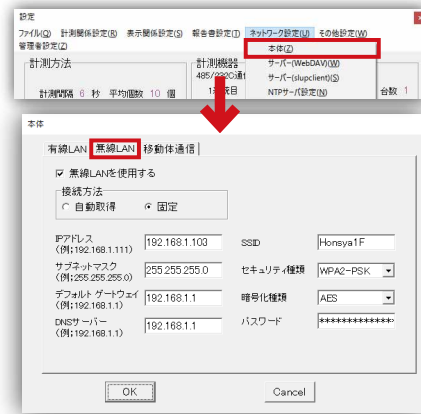 設定
ファイル(Q) 計測関係設定(R) 表示関係設定(S) 報告書設定(T) ネットワーク設定(U) その他設定(W)
管理者設定(Z)
本体(Z)
サーバー(WebDAV)(W)
サーバー(slupclient)(S)
NTPサーバ設定(N)
計測方法
計測間隔 6 秒 平均個数 10 個
計測機器
台数 1
本体
有線LAN 無線LAN 移動体通信
無線LANを使用する
接続方法
自動取得 固定
IPアドレス
(例;192.168.1.111)
192.168.1.103
サブネットマスク
(例;255.255.255.0)
255.255.255.0
デフォルト ゲートウェイ
(例;192.168.1.1)
192.168.1.1
DNSサーバー
(例;192.168.1.1)
192.168.1.1
SSID Honsya1F
セキュリティ種類 WPA2-PSK
暗号化種類 AES
パスワード **************
OK Cancel